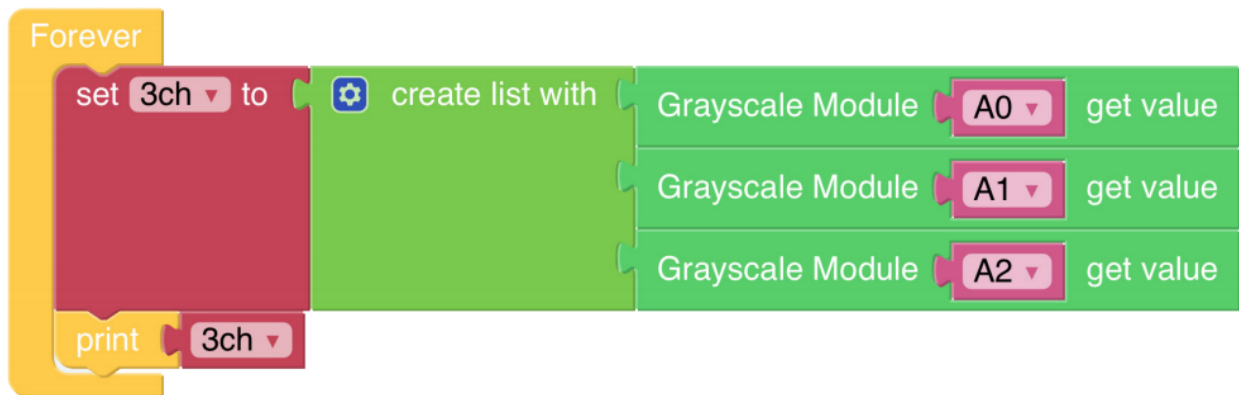 Forever
set 3ch to create list with Grayscale Module A0 get value
Grayscale Module A1 get value
Grayscale Module A2 get value
print 3ch